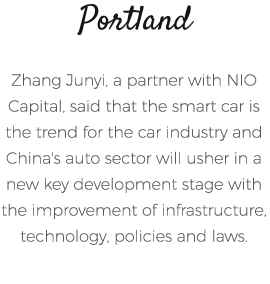 Portland
Zhang Junyi, a partner with NIO
Capital, said that the smart car is
the trend for the car industry and
China's auto sector will usher in a
new key development stage with
the improvement of infrastructure,
technology, policies and laws.